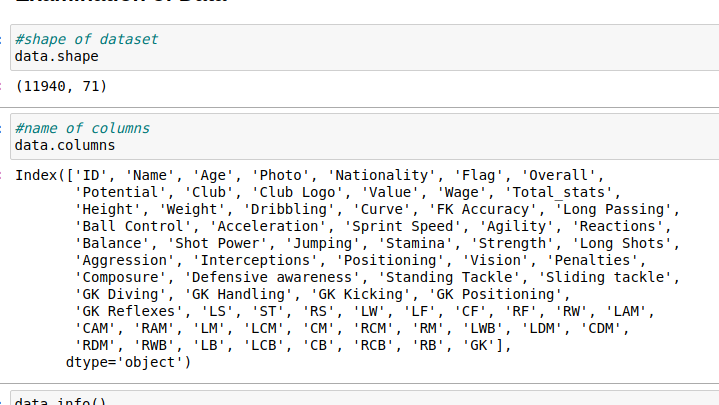 Examination of Data
#shape of dataset
data.shape
(11940, 71)
#name of columns
data.columns
Index(['ID', 'Name', 'Age', 'Photo', 'Nationality', 'Flag', 'Overall',
'Potential', 'Club', 'Club Logo', 'Value', 'Wage', 'Total_stats',
'Height', 'Weight', 'Dribbling', 'Curve', 'FK Accuracy', 'Long Passing',
'Ball Control', 'Acceleration', 'Sprint Speed', 'Agility', 'Reactions',
'Balance', 'Shot Power', 'Jumping', 'Stamina', 'Strength', 'Long Shots',
'Aggression', 'Interceptions', 'Positioning', 'Vision', 'Penalties',
'Composure', 'Defensive awareness', 'Standing Tackle', 'Sliding tackle',
'GK Diving', 'GK Handling', 'GK Kicking', 'GK Positioning',
'GK Reflexes', 'LS', 'ST', 'RS', 'LW', 'LF', 'CF', 'RF', 'RW', 'LAM',
'CAM', 'RAM', 'LM', 'LCM', 'CM', 'RCM', 'RM', 'LWB', 'LDM', 'CDM',
'RDM', 'RWB', 'LB', 'LCB', 'CB', 'RCB', 'RB', 'GK'],
dtype='object')
data.info()